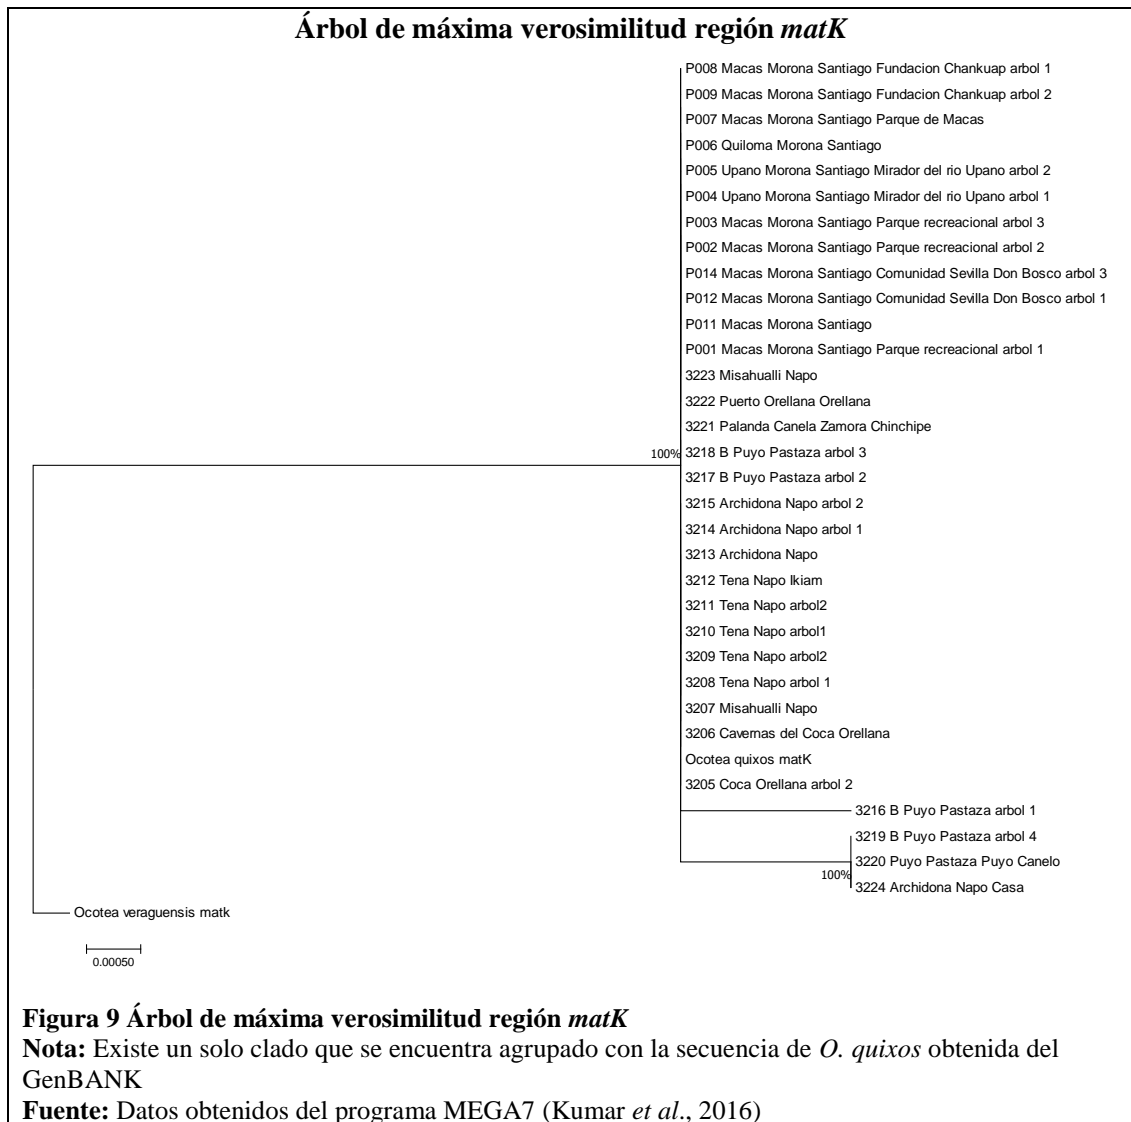 Árbol de máxima verosimilitud región matK
P008 Macas Morona Santiago Fundacion Chankuap arbol 1
P009 Macas Morona Santiago Fundacion Chankuap arbol 2
P007 Macas Morona Santiago Parque de Macas
P006 Quiloma Morona Santiago
P005 Upano Morona Santiago Mirador del rio Upano arbol 2
P004 Upano Morona Santiago Mirador del rio Upano arbol 1
P003 Macas Morona Santiago Parque recreacional arbol 3
P002 Macas Morona Santiago Parque recreacional arbol 2
P014 Macas Morona Santiago Comunidad Sevilla Don Bosco arbol 3
P012 Macas Morona Santiago Comunidad Sevilla Don Bosco arbol 1
P011 Macas Morona Santiago
P001 Macas Morona Santiago Parque recreacional arbol 1
3223 Misahualli Napo
3222 Puerto Orellana Orellana
3221 Palanda Canela Zamora Chinchipe
100% 3218 B Puyo Pastaza arbol 3
3217 B Puyo Pastaza arbol 2
3215 Archidona Napo arbol 2
3214 Archidona Napo arbol 1
3213 Archidona Napo
3212 Tena Napo Ikiam
3211 Tena Napo arbol2
3210 Tena Napo arbol1
3209 Tena Napo arbol2
3208 Tena Napo arbol 1
3207 Misahualli Napo
3206 Cavernas del Coca Orellana
Ocotea quixos matK
3205 Coca Orellana arbol 2
3216 B Puyo Pastaza arbol 1
3219 B Puyo Pastaza arbol 4
3220 Puyo Pastaza Puyo Canelo
100%
3224 Archidona Napo Casa
Ocotea veraguensis matk
0.00050
Figura 9 Árbol de máxima verosimilitud región matK
Nota: Existe un solo clado que se encuentra agrupado con la secuencia de O. quixos obtenida del
GenBANK
Fuente: Datos obtenidos del programa MEGA7 (Kumar et al., 2016)